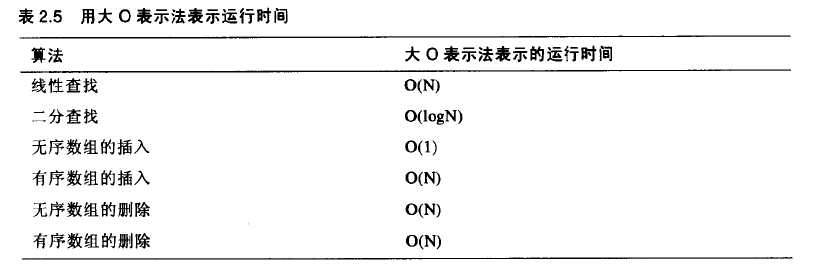 表 2.5 用大 O 表示法表示运行时间
算法 大 O 表示法表示的运行时间
线性查找 O(N)
二分查找 O(logN)
无序数组的插入 O(1)
有序数组的插入 O(N)
无序数组的删除 O(N)
有序数组的删除 O(N)